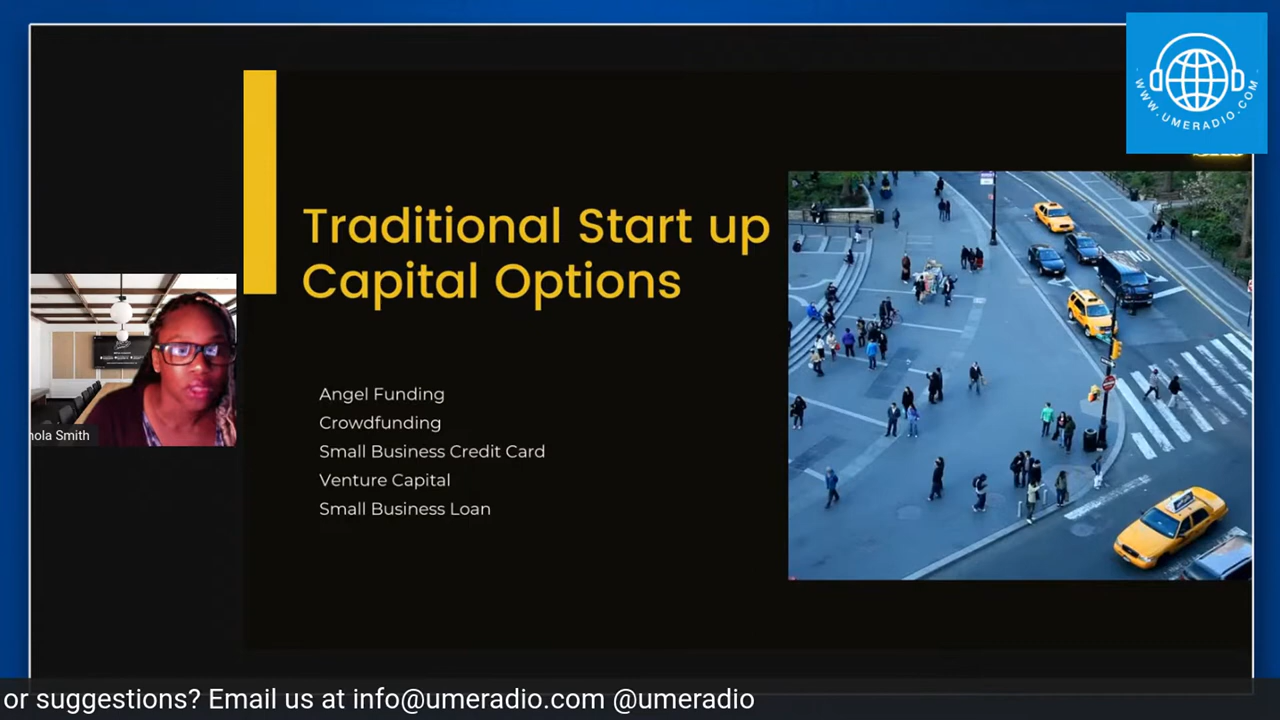 WWW.UMERADIO.COM
Traditional Start up
Capital Options
Angel Funding
Crowdfunding
Small Business Credit Card
Venture Capital
Small Business Loan
Smith
or suggestions? Email us at info@umeradio.com @umeradio